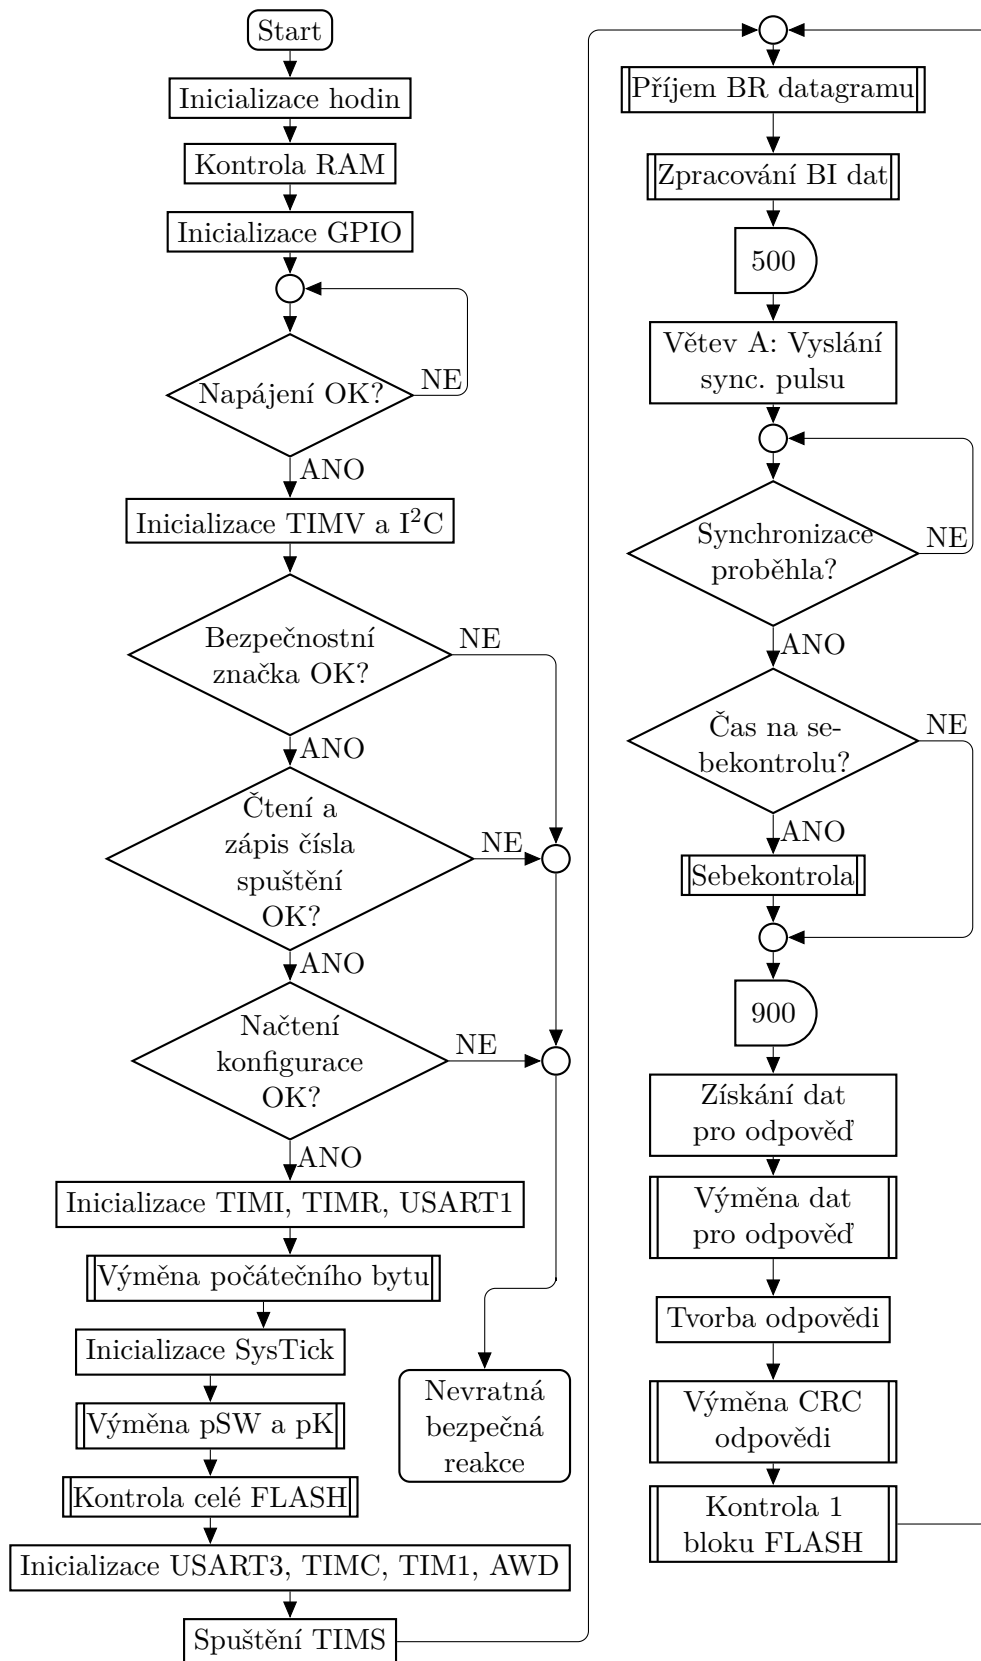 Start
Inicializace hodin
Kontrola RAM
Inicializace GPIO
Napájení OK?
NE
ANO
Inicializace TIMV a I²C
Bezpečnostní
značka OK?
NE
ANO
Čtení a
zápis čísla
spuštění
OK?
NE
ANO
Načtení
konfigurace
OK?
NE
ANO
Inicializace TIMI, TIMR, USART1
Výměna počátečního bytu
Inicializace SysTick
Výměna pSW a pK
Kontrola celé FLASH
Inicializace USART3, TIMC, TIM1, AWD
Spuštění TIMS
Nevratná
bezpečná
reakce
Příjem BR datagramu
Zpracování BI dat
500
Větev A: Vyslání
sync. pulsu
Synchronizace
proběhla?
NE
ANO
Čas na se-
bekontrolu?
NE
ANO
Sebekontrola
900
Získání dat
pro odpověď
Výměna dat
pro odpověď
Tvorba odpovědi
Výměna CRC
odpovědi
Kontrola 1
bloku FLASH